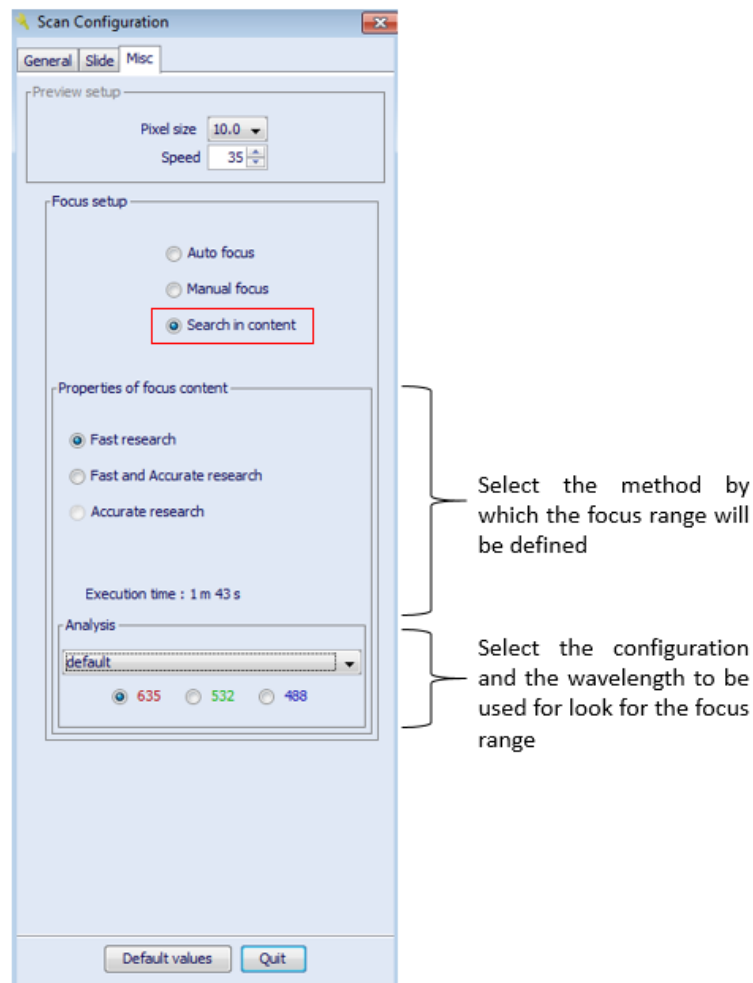 Scan Configuration
General Slide Misc
Preview setup
Pixel size 10.0
Speed 35
Focus setup
Auto focus
Manual focus
Search in content
Properties of focus content
Fast research
Fast and Accurate research
Accurate research
Execution time : 1 m 43 s
Select the method by
which the focus range will
be defined
Analysis
default
635 532 488
Select the configuration
and the wavelength to be
used for look for the focus
range
Default values Quit